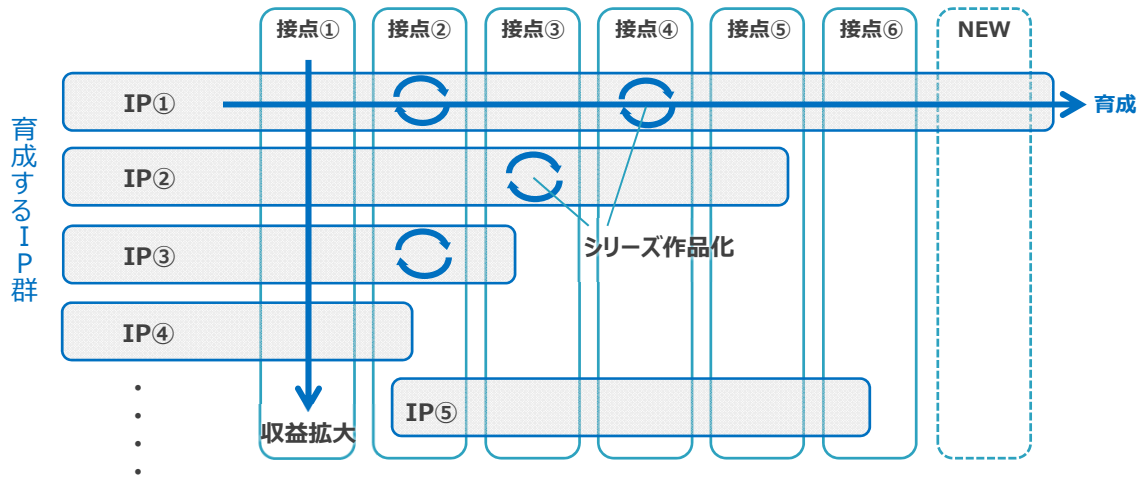 接点①
接点②
接点③
接点④
接点⑤
接点⑥
NEW
IP①
育成
育成するIP群
IP②
シリーズ作品化
IP③
IP④
IP⑤
収益拡大